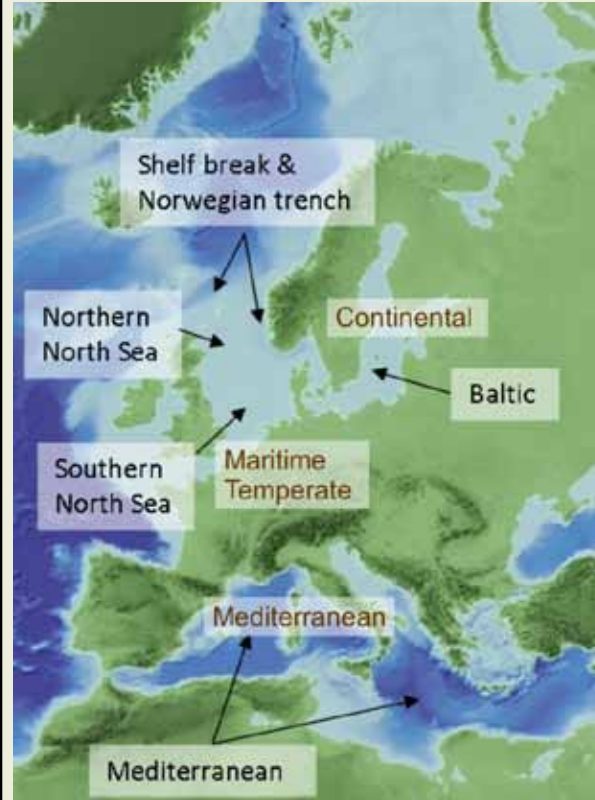 Shelf break &
Norwegian trench
Northern
North Sea
Continental
Baltic
Southern
North Sea
Maritime
Temperate
Mediterranean
Mediterranean